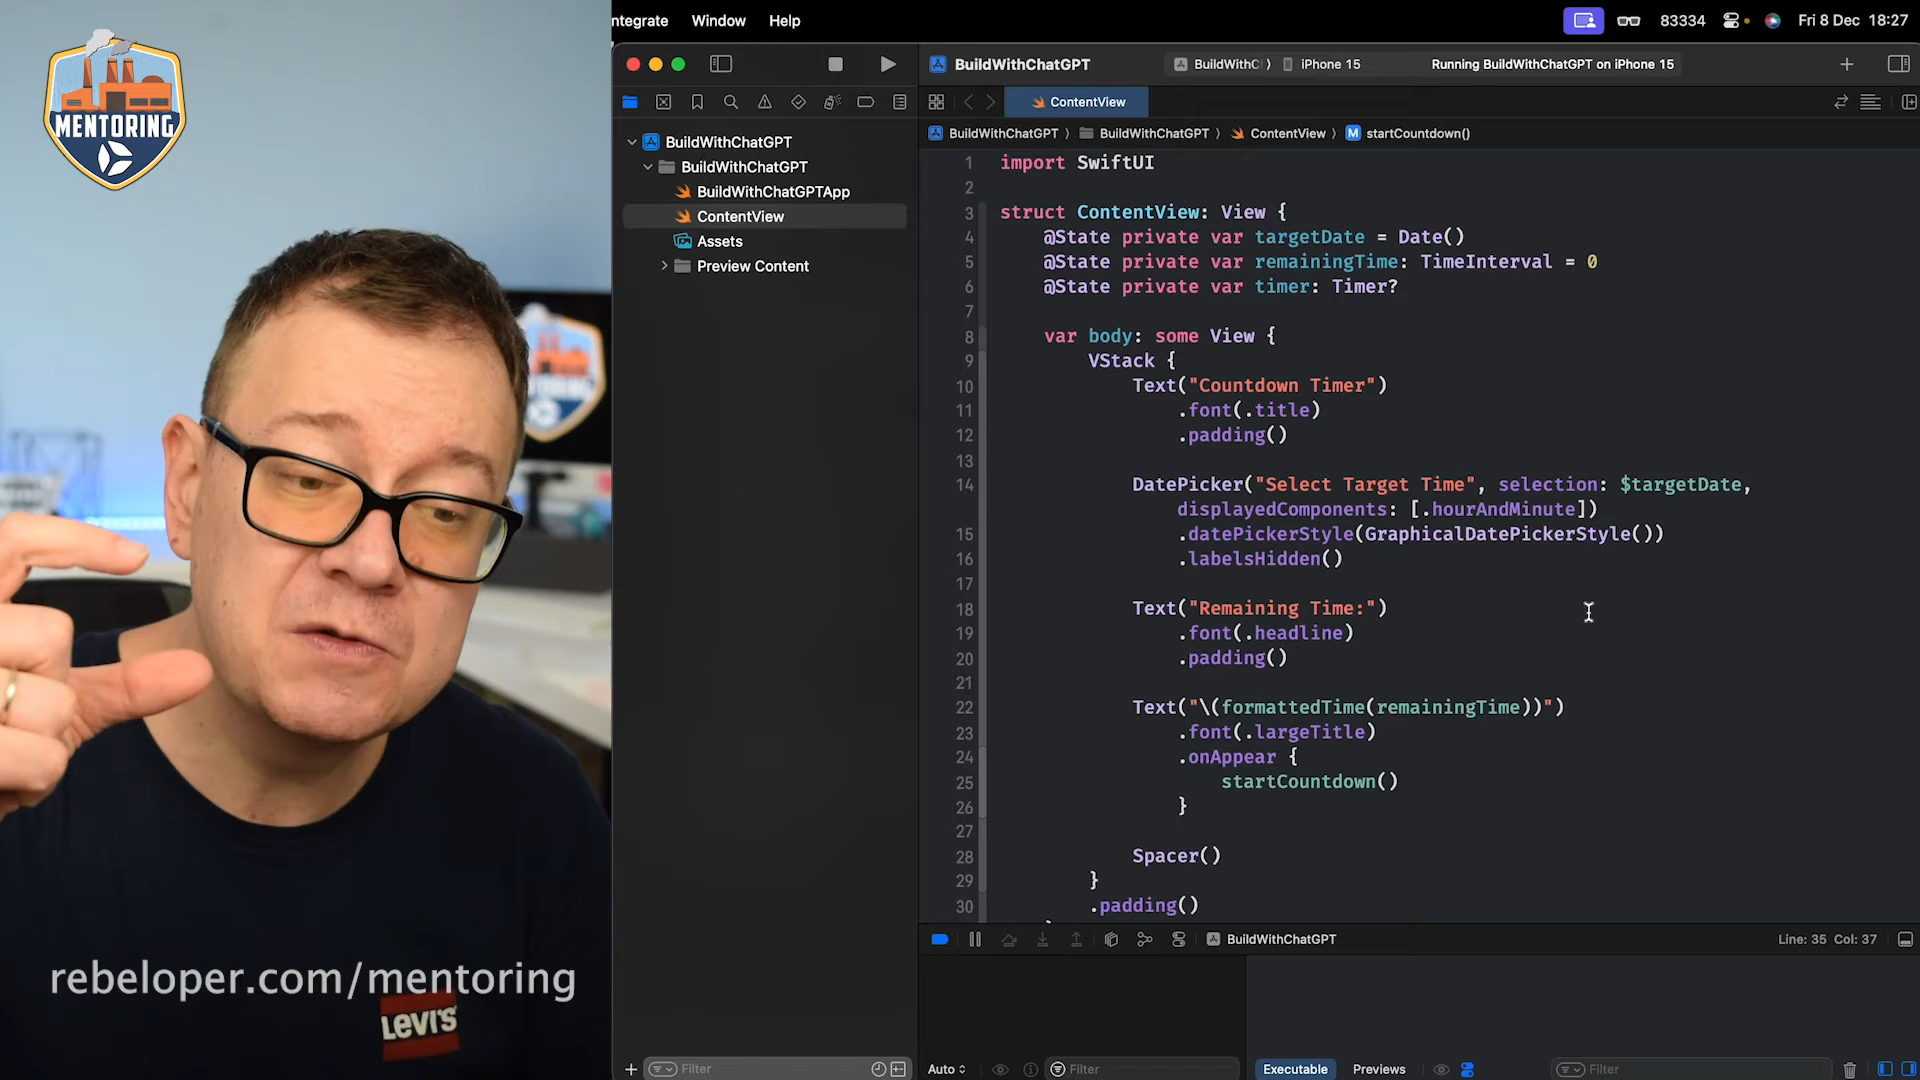 MENTORING
rebeloper.com/mentoring
LEVI'S
ntegrate Window Help
83334 Fri 8 Dec 18:27
BuildWithChatGPT
BuildWithC iPhone 15 Running BuildWithChatGPT on iPhone 15
ContentView
BuildWithChatGPT BuildWithChatGPT ContentView M startCountdown()
BuildWithChatGPT
BuildWithChatGPT
BuildWithChatGPTApp
ContentView
Assets
Preview Content
1 import SwiftUI
2
3 struct ContentView: View {
4 @State private var targetDate = Date()
5 @State private var remainingTime: TimeInterval = 0
6 @State private var timer: Timer?
7
8 var body: some View {
9 VStack {
10 Text("Countdown Timer")
11 .font(.title)
12 .padding()
13
14 DatePicker("Select Target Time", selection: $targetDate,
displayedComponents: [.hourAndMinute])
15 .datePickerStyle(GraphicalDatePickerStyle())
16 .labelsHidden()
17
18 Text("Remaining Time:")
19 .font(.headline)
20 .padding()
21
22 Text("\(formattedTime(remainingTime))")
23 .font(.largeTitle)
24 .onAppear {
25 startCountdown()
26 }
27
28 Spacer()
29 }
30 .padding()
BuildWithChatGPT Line: 35 Col: 37
Filter
Auto Filter
Executable Previews Filter